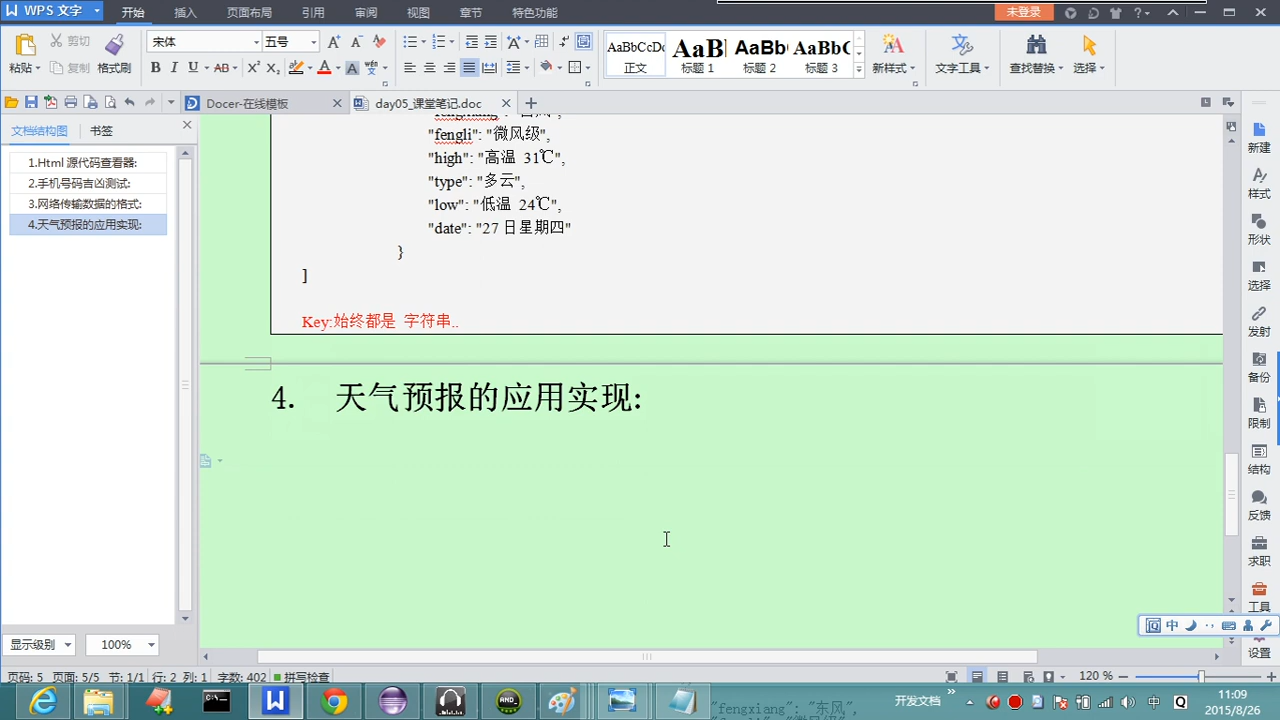 WPS 文字
开始
插入
页面布局
引用
审阅
视图
章节
特色功能
未登录
粘贴
剪切
复制
格式刷
宋体
五号
AaBbCcDc
AaBl
AaBb
AaBbC
正文
标题 1
标题 2
标题 3
新样式
文字工具
查找替换
选择
Docer-在线模板
day05_课堂笔记.doc
文档结构图
书签
1.Html 源代码查看器:
2.手机号码吉凶测试:
3.网络传输数据的格式:
4.天气预报的应用实现:
"fengli": "微风级",
"high": "高温 31℃",
"type": "多云",
"low": "低温 24℃",
"date": "27 日星期四"
}
]
Key:始终都是 字符串..
4. 天气预报的应用实现:
新建
样式
形状
选择
发射
备份
限制
结构
反馈
求职
工具
设置
中
显示级别
100%
页码: 5 页面: 5/5 节: 1/1 行: 2 列: 1 字数: 402 拼写检查
120 %
开发文档
"fengxiang": "东风",
中
11:09
2015/8/26